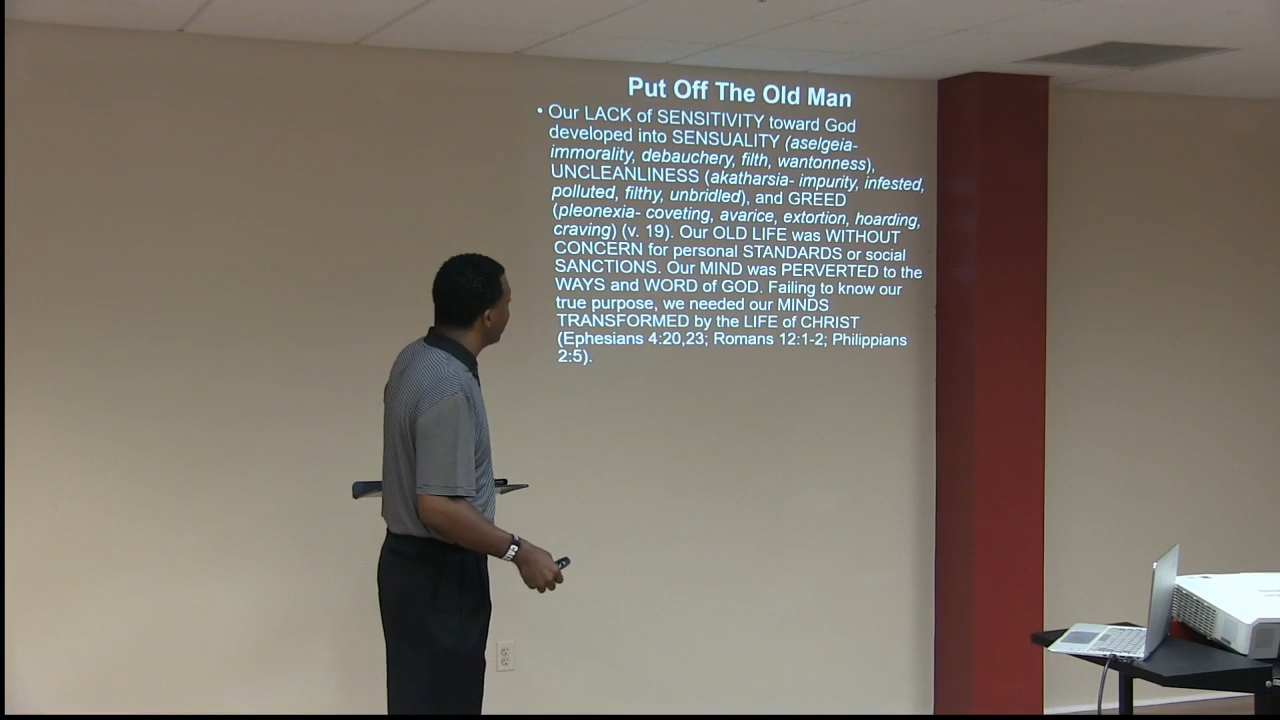 Put Off The Old Man
• Our LACK of SENSITIVITY toward God
developed into SENSUALITY (aselgeia-
immorality, debauchery, filth, wantonness),
UNCLEANLINESS (akatharsia- impurity, infested,
polluted, filthy, unbridled), and GREED
(pleonexia- coveting, avarice, extortion, hoarding,
craving) (v. 19). Our OLD LIFE was WITHOUT
CONCERN for personal STANDARDS or social
SANCTIONS. Our MIND was PERVERTED to the
WAYS and WORD of GOD. Failing to know our
true purpose, we needed our MINDS
TRANSFORMED by the LIFE of CHRIST
(Ephesians 4:20,23; Romans 12:1-2; Philippians
2:5).